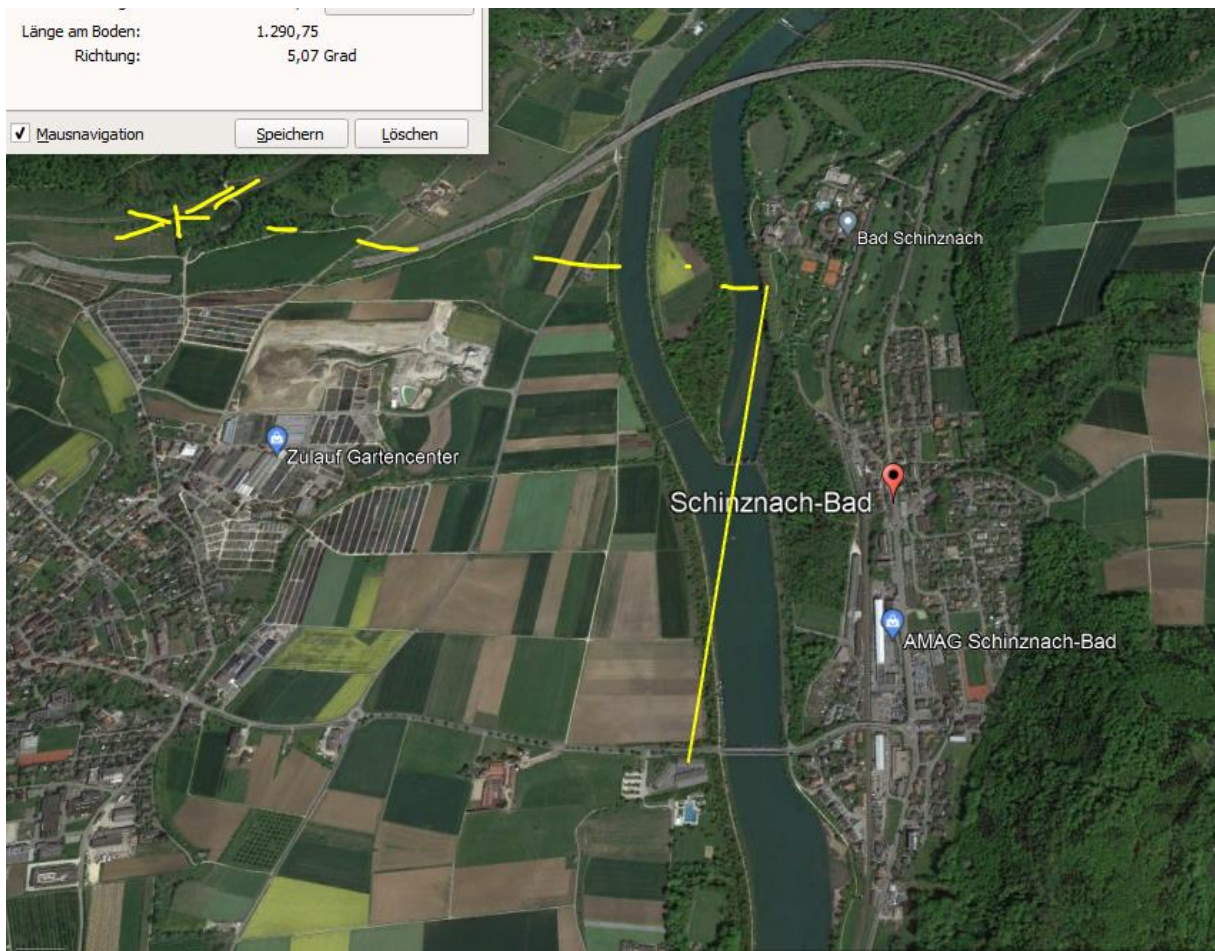 Länge am Boden: 1.290,75
Richtung: 5,07 Grad
Mausnavigation Speichern Löschen
Bad Schinznach
Zulauf Gartencenter
Schinznach-Bad
AMAG Schinznach-Bad